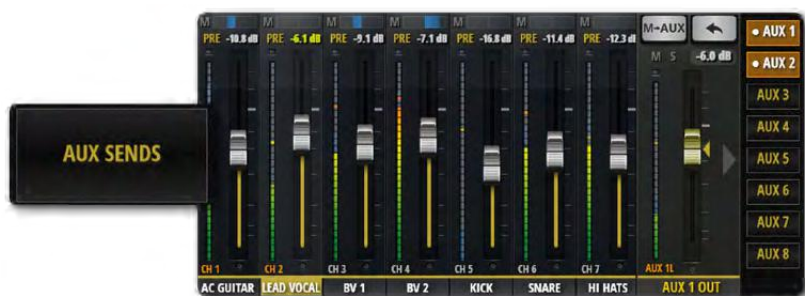 AUX SENDS
M M M M M M M
PRE -10.8 dB PRE -6.1 dB PRE -9.1 dB PRE -7.1 dB PRE -16.8 dB PRE -11.4 dB PRE -12.3 dB
M→AUX
M S -6.0 dB
CH 1 CH 2 CH 3 CH 4 CH 5 CH 6 CH 7 AUX 1L
AC GUITAR LEAD VOCAL BV 1 BV 2 KICK SNARE HI HATS AUX 1 OUT
AUX 1
AUX 2
AUX 3
AUX 4
AUX 5
AUX 6
AUX 7
AUX 8